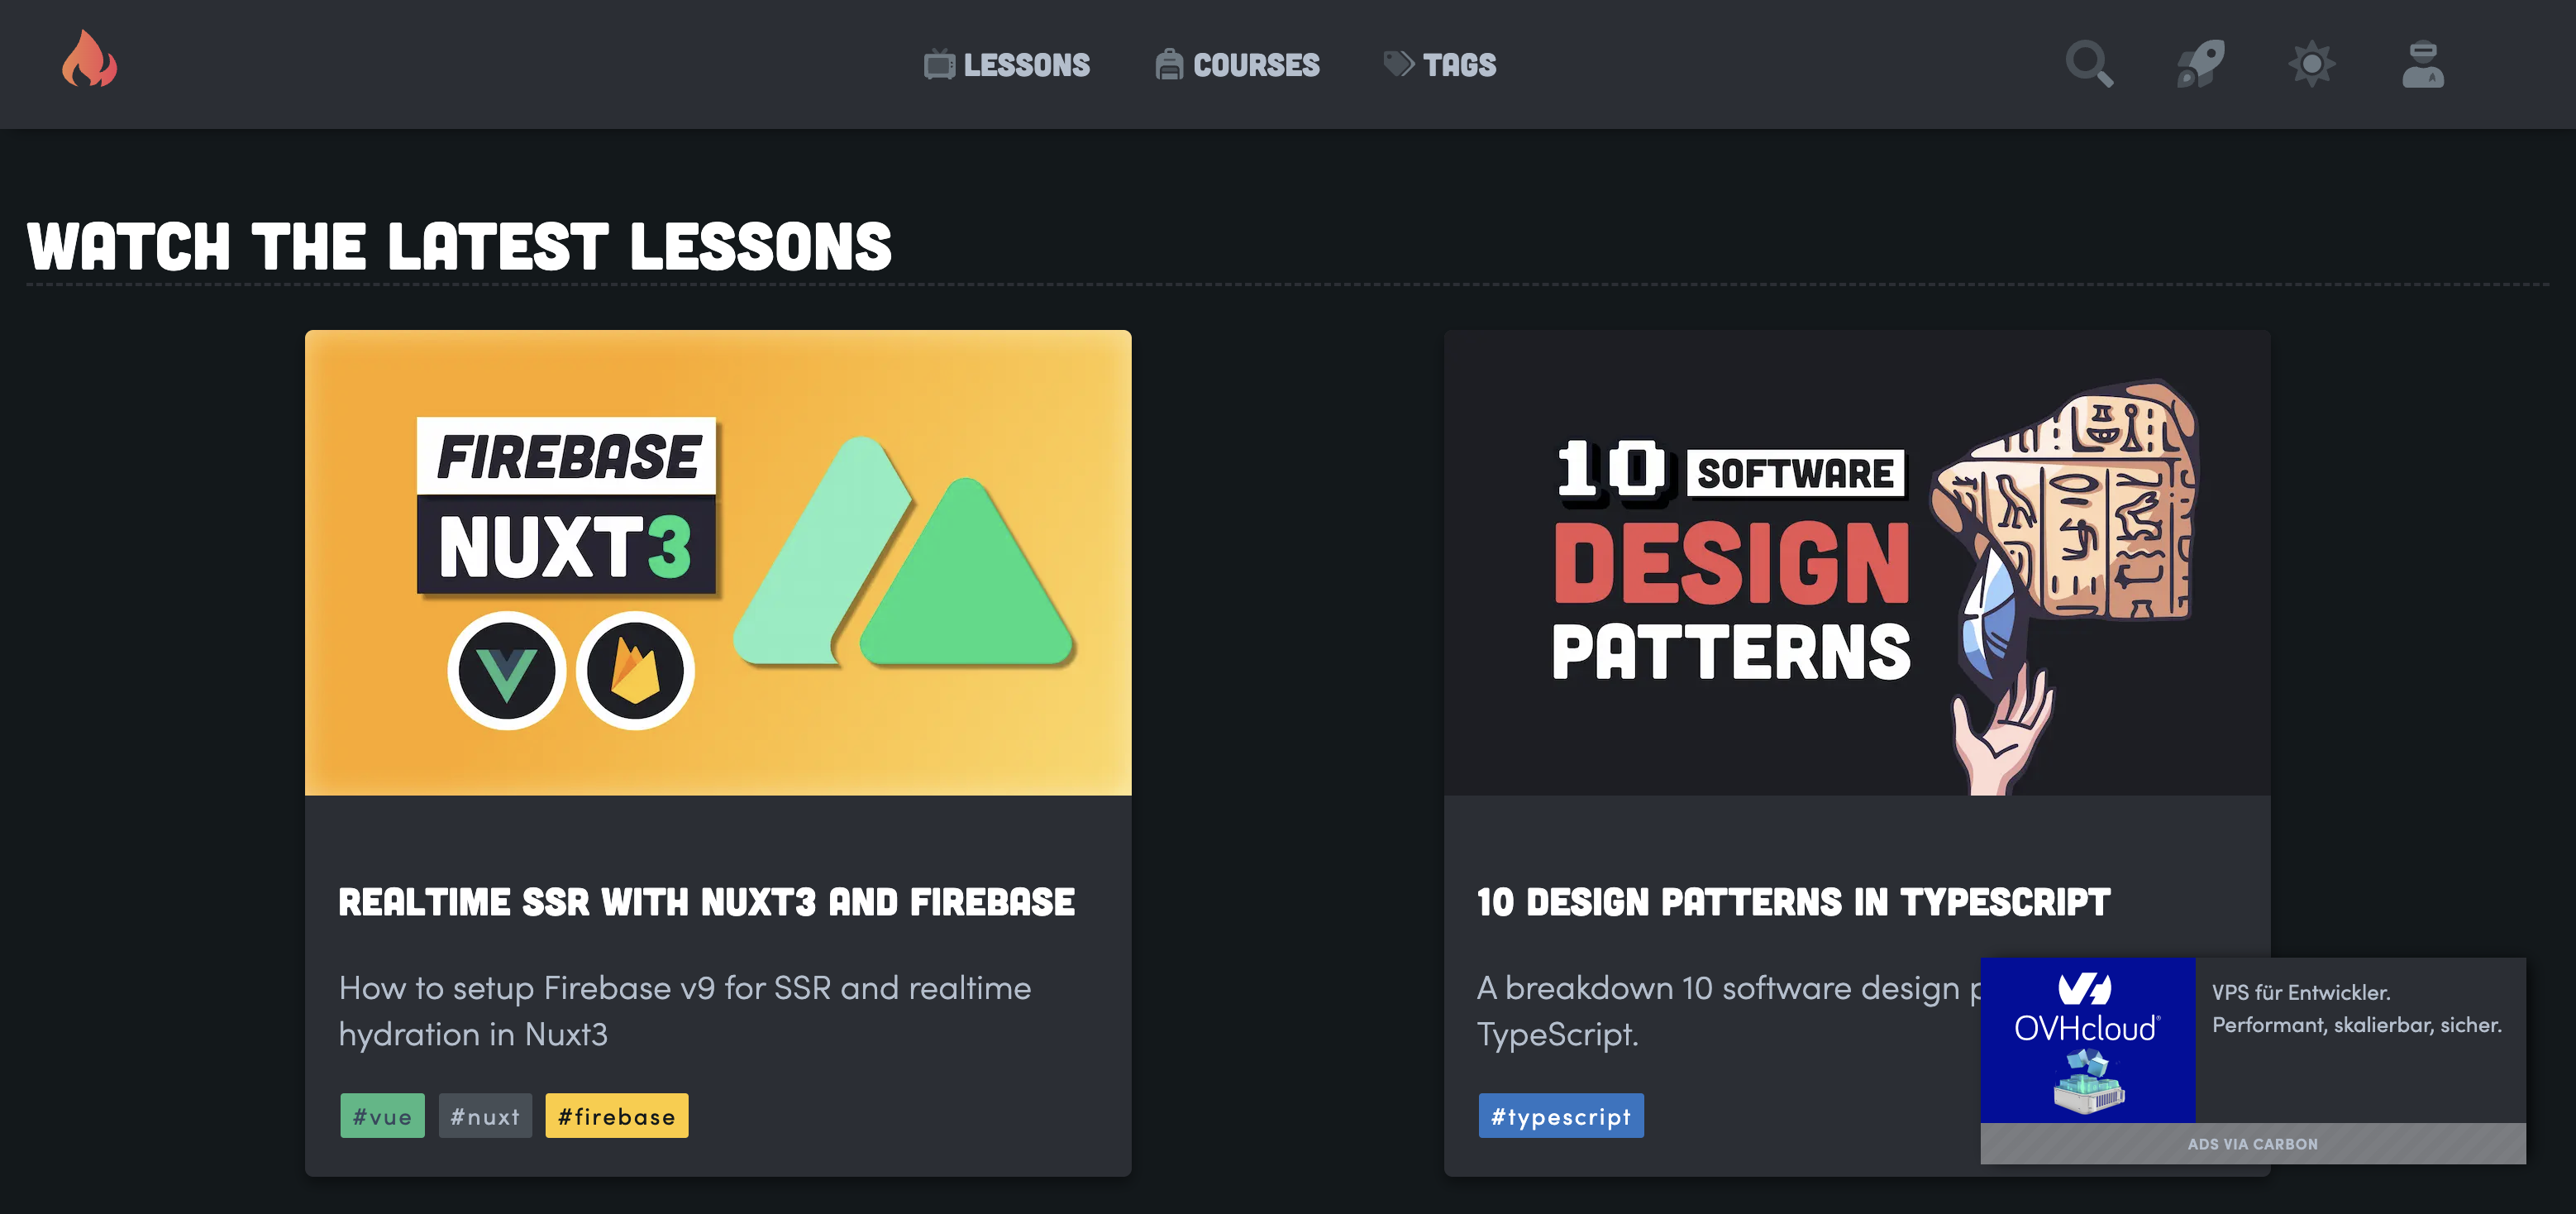 LESSONS
COURSES
TAGS
WATCH THE LATEST LESSONS
FIREBASE
NUXT3
10 SOFTWARE
DESIGN
PATTERNS
REALTIME SSR WITH NUXT3 AND FIREBASE
How to setup Firebase v9 for SSR and realtime
hydration in Nuxt3
#vue #nuxt #firebase
10 DESIGN PATTERNS IN TYPESCRIPT
A breakdown 10 software design
TypeScript.
#typescript
OVHcloud
VPS für Entwickler.
Performant, skalierbar, sicher.
ADS VIA CARBON